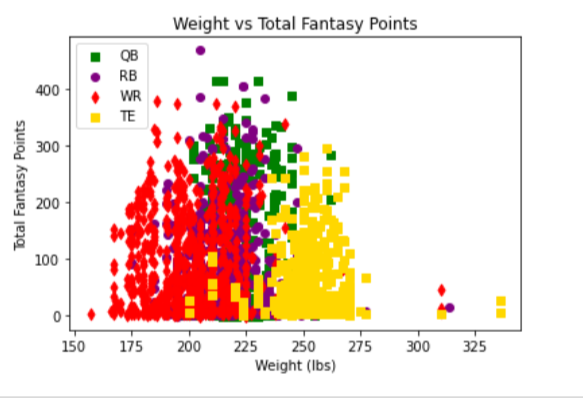 Weight vs Total Fantasy Points
QB
RB
WR
TE
400
300
200
100
0
Total Fantasy Points
150 175 200 225 250 275 300 325
Weight (lbs)